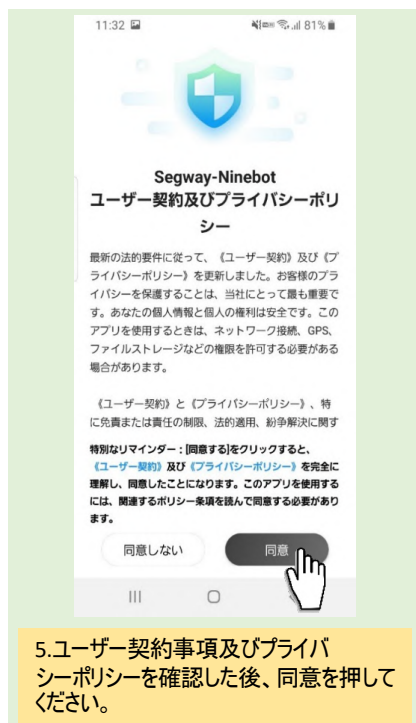 11:32
81%
Segway-Ninebot
ユーザー契約及びプライバシーポリ
シー
最新の法的要件に従って、《ユーザー契約》及び《プ
ライバシーポリシー》を更新しました。お客様のプラ
イバシーを保護することは、当社にとって最も重要で
す。あなたの個人情報と個人の権利は安全です。この
アプリを使用するときは、ネットワーク接続、GPS、
ファイルストレージなどの権限を許可する必要がある
場合があります。
《ユーザー契約》と《プライバシーポリシー》、特
に免責または責任の制限、法的適用、紛争解決に関す
特別なリマインダー：[同意する]をクリックすると、
《ユーザー契約》及び《プライバシーポリシー》を完全に
理解し、同意したことになります。このアプリを使用する
には、関連するポリシー条項を読んで同意する必要があり
ます。
同意しない 同意
5.ユーザー契約事項及びプライバ
シーポリシーを確認した後、同意を押して
ください。